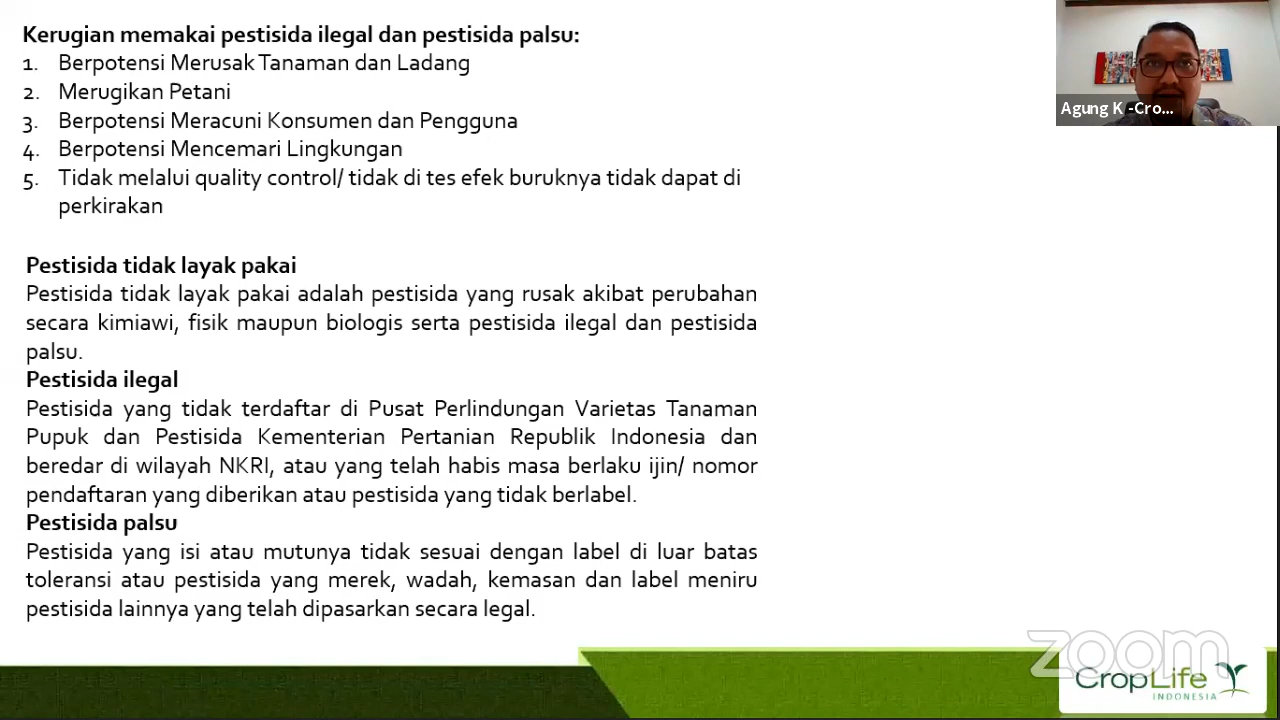 Kerugian memakai pestisida ilegal dan pestisida palsu:
1. Berpotensi Merusak Tanaman dan Ladang
2. Merugikan Petani
3. Berpotensi Meracuni Konsumen dan Pengguna
4. Berpotensi Mencemari Lingkungan
5. Tidak melalui quality control/ tidak di tes efek buruknya tidak dapat di
perkirakan
Agung K -Cro...
Pestisida tidak layak pakai
Pestisida tidak layak pakai adalah pestisida yang rusak akibat perubahan
secara kimiawi, fisik maupun biologis serta pestisida ilegal dan pestisida
palsu.
Pestisida ilegal
Pestisida yang tidak terdaftar di Pusat Perlindungan Varietas Tanaman
Pupuk dan Pestisida Kementerian Pertanian Republik Indonesia dan
beredar di wilayah NKRI, atau yang telah habis masa berlaku ijin/ nomor
pendaftaran yang diberikan atau pestisida yang tidak berlabel.
Pestisida palsu
Pestisida yang isi atau mutunya tidak sesuai dengan label di luar batas
toleransi atau pestisida yang merek, wadah, kemasan dan label meniru
pestisida lainnya yang telah dipasarkan secara legal.
zoom
CropLife
INDONESIA